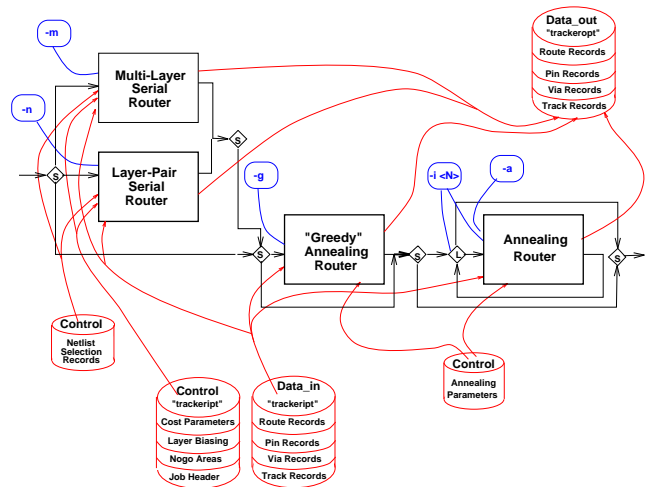 -m
Multi-Layer
Serial
Router
-n
Layer-Pair
Serial
Router
S
S
-g
-i <N>
-a
"Greedy"
Annealing
Router
Annealing
Router
S
S
L
S
Data_out
"trackeropt"
Route Records
Pin Records
Via Records
Track Records
Control
Netlist
Selection
Records
Control
"trackeript"
Cost Parameters
Layer Biasing
Nogo Areas
Job Header
Data_in
"trackeript"
Route Records
Pin Records
Via Records
Track Records
Control
Annealing
Parameters